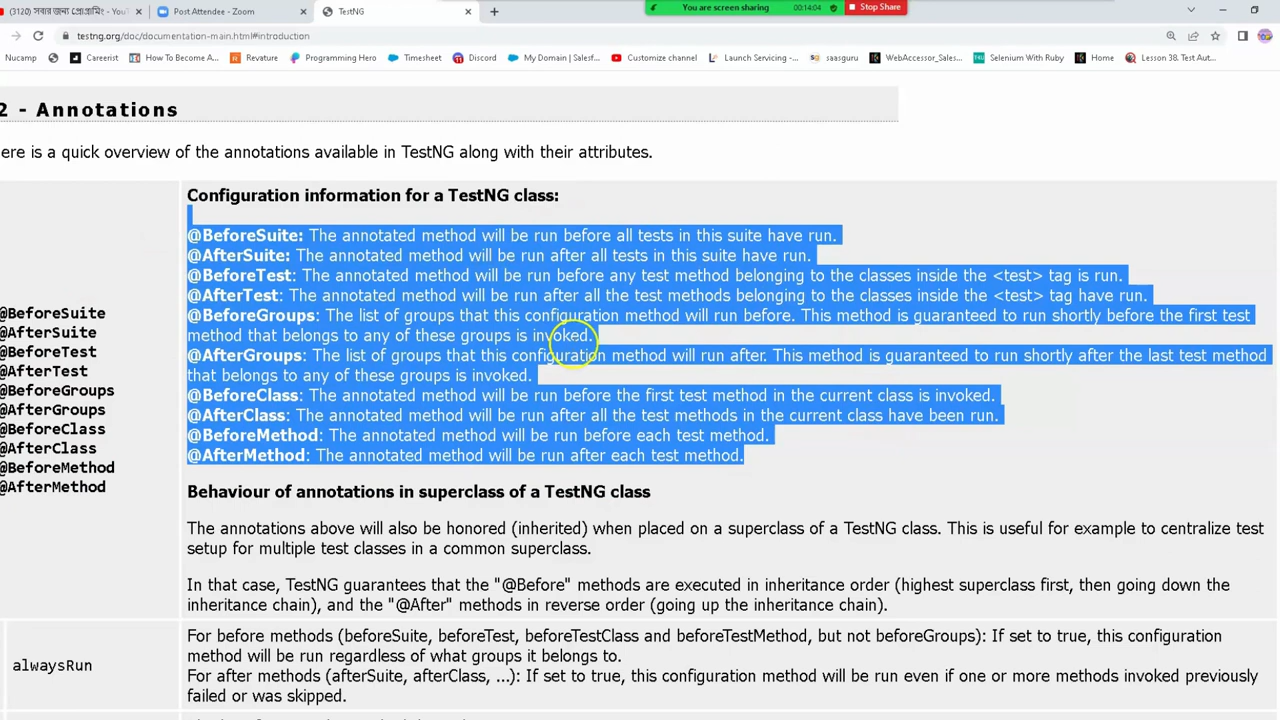 (3120) সবার জন্য প্রোগ্রামিং
Post Attendee - Zoom
TestNG
You are screen sharing
00:14:04
Stop Share
testng.org/doc/documentation-main.html#introduction
Nucamp
Careerist
How To Become A...
Revature
Programming Hero
Timesheet
Discord
My Domain | Salesf...
Customize channel
Launch Servicing -...
saasguru
WebAccessor_Sales...
Selenium With Ruby
Home
Lesson 38. Test Aut...
2 - Annotations
ere is a quick overview of the annotations available in TestNG along with their attributes.
@BeforeSuite
@AfterSuite
@BeforeTest
@AfterTest
@BeforeGroups
@AfterGroups
@BeforeClass
@AfterClass
@BeforeMethod
@AfterMethod
Configuration information for a TestNG class:
@BeforeSuite: The annotated method will be run before all tests in this suite have run.
@AfterSuite: The annotated method will be run after all tests in this suite have run.
@BeforeTest: The annotated method will be run before any test method belonging to the classes inside the <test> tag is run.
@AfterTest: The annotated method will be run after all the test methods belonging to the classes inside the <test> tag have run.
@BeforeGroups: The list of groups that this configuration method will run before. This method is guaranteed to run shortly before the first test
method that belongs to any of these groups is invoked.
@AfterGroups: The list of groups that this configuration method will run after. This method is guaranteed to run shortly after the last test method
that belongs to any of these groups is invoked.
@BeforeClass: The annotated method will be run before the first test method in the current class is invoked.
@AfterClass: The annotated method will be run after all the test methods in the current class have been run.
@BeforeMethod: The annotated method will be run before each test method.
@AfterMethod: The annotated method will be run after each test method.
Behaviour of annotations in superclass of a TestNG class
The annotations above will also be honored (inherited) when placed on a superclass of a TestNG class. This is useful for example to centralize test
setup for multiple test classes in a common superclass.
In that case, TestNG guarantees that the "@Before" methods are executed in inheritance order (highest superclass first, then going down the
inheritance chain), and the "@After" methods in reverse order (going up the inheritance chain).
alwaysRun
For before methods (beforeSuite, beforeTest, beforeTestClass and beforeTestMethod, but not beforeGroups): If set to true, this configuration
method will be run regardless of what groups it belongs to.
For after methods (afterSuite, afterClass, ...): If set to true, this configuration method will be run even if one or more methods invoked previously
failed or was skipped.